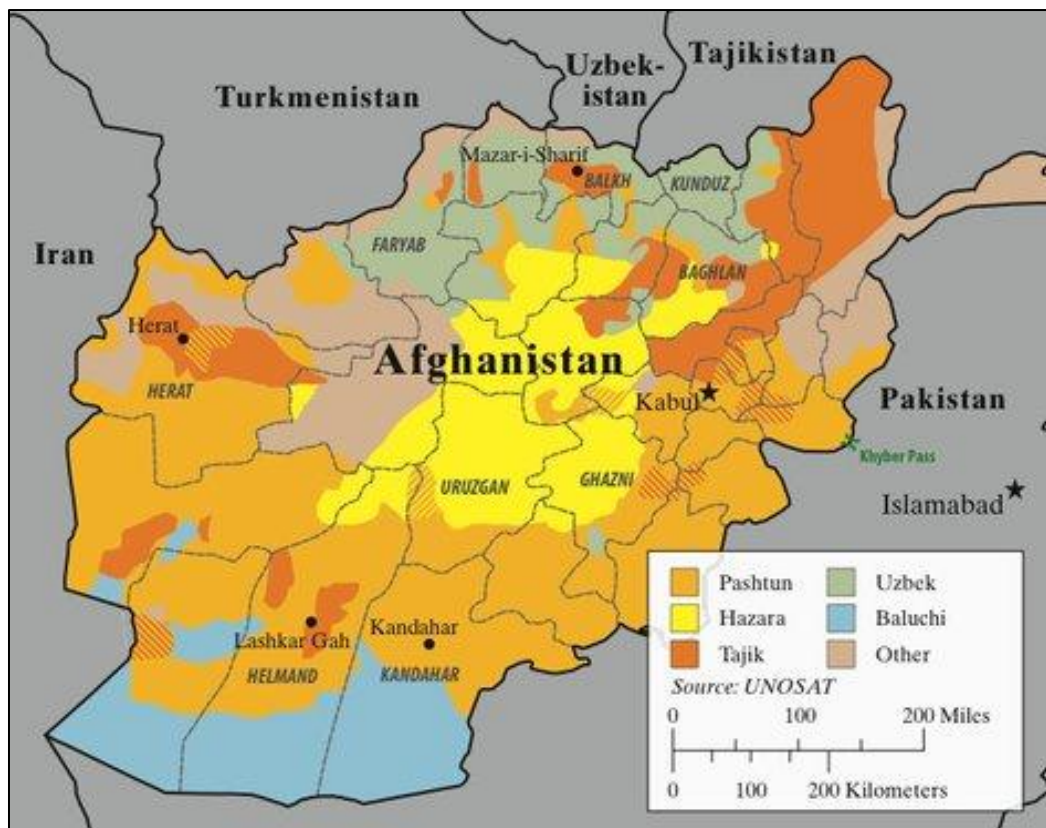 Tajikistan
Uzbek-
istan
Turkmenistan
Mazar-i-Sharif
BALKH
KUNDUZ
FARYAB
Iran
BAGHLAN
Herat
Afghanistan
HERAT
Kabul
Pakistan
Khyber Pass
URUZGAN
GHAZNI
Islamabad
Lashkar Gah
Kandahar
HELMAND
KANDAHAR
Pashtun
Uzbek
Hazara
Baluchi
Tajik
Other
Source: UNOSAT
0 100 200 Miles
0 100 200 Kilometers